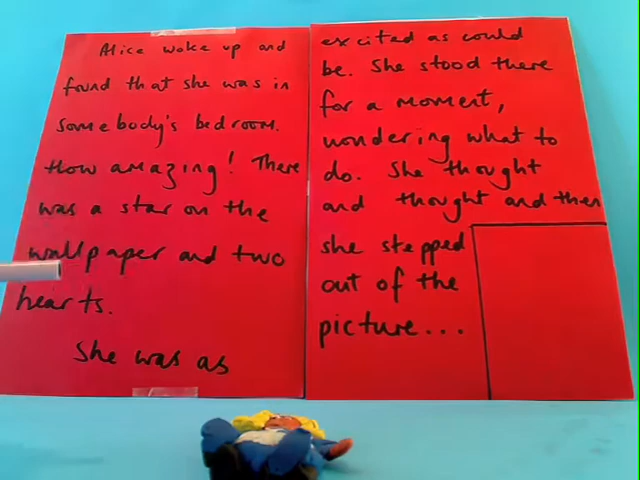 Alice woke up and
found that she was in
somebody's bedroom.
How amazing! There
was a star on the
wallpaper and two
hearts.
She was as
excited as could
be. She stood there
for a moment,
wondering what to
do. She thought
and thought and then
she stepped
out of the
picture...